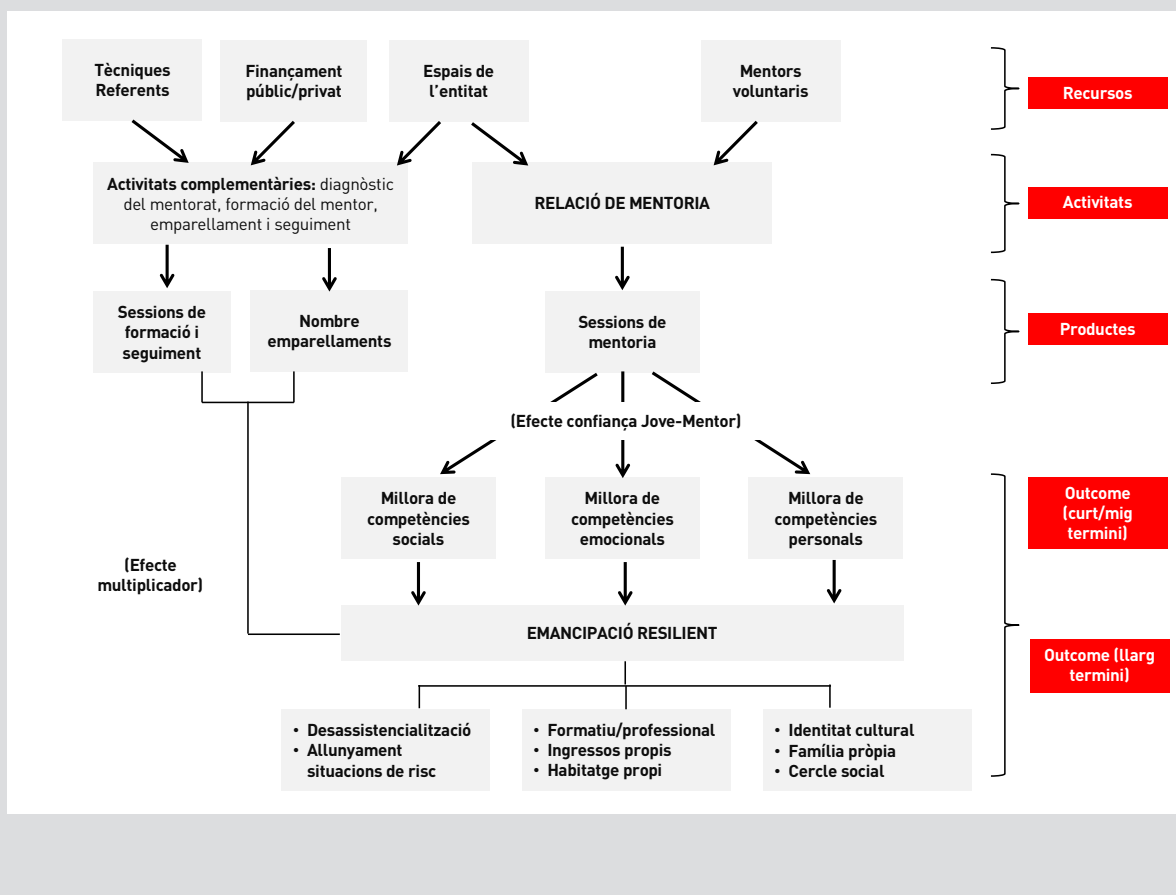 Tècniques
Referents
Finançament
públic/privat
Espais de
l'entitat
Mentors
voluntaris
Recursos
Activitats complementàries: diagnòstic
del mentorat, formació del mentor,
emparellament i seguiment
RELACIÓ DE MENTORIA
Activitats
Sessions de
formació i
seguiment
Nombre
emparellaments
Sessions de
mentoria
Productes
(Efecte confiança Jove-Mentor)
Millora de
competències
socials
Millora de
competències
emocionals
Millora de
competències
personals
Outcome
(curt/mig
termini)
(Efecte
multiplicador)
EMANCIPACIÓ RESILIENT
Outcome (llarg
termini)
• Desassistencialització
• Allunyament
situacions de risc
• Formatiu/professional
• Ingressos propis
• Habitatge propi
• Identitat cultural
• Família pròpia
• Cercle social